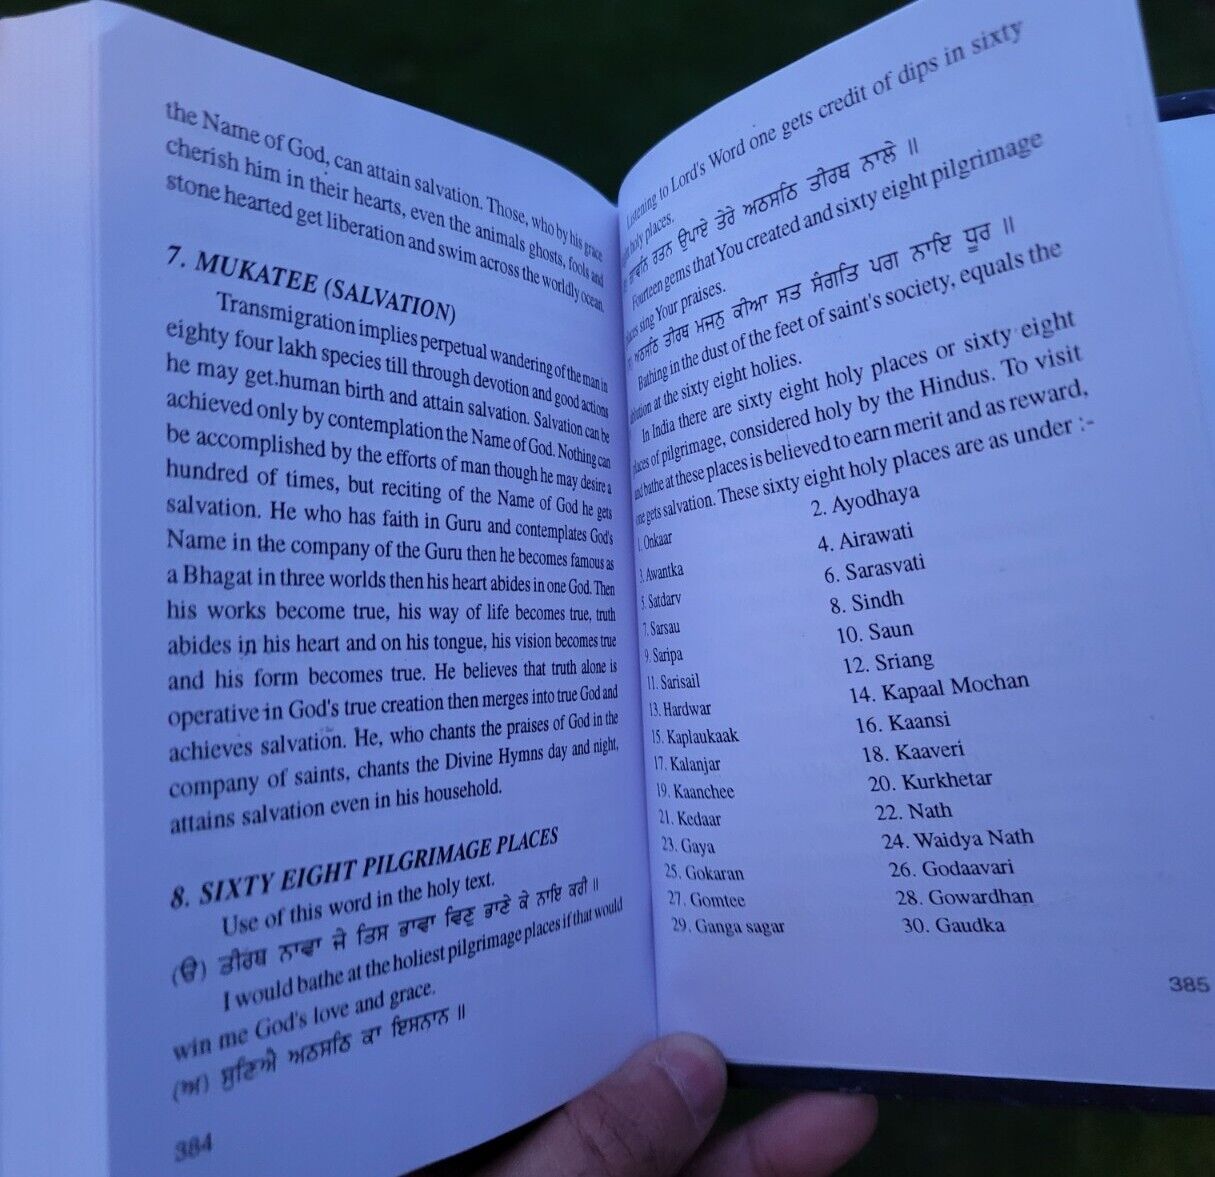 the Name of God, can attain salvation. Those, who by his grace
cherish him in their hearts, even the animals ghosts, fools and
stone hearted get liberation and swim across the worldly ocean.
7. MUKATEE (SALVATION)
Transmigration implies perpetual wandering of the man in
eighty four lakh species till through devotion and good actions
he may get.human birth and attain salvation. Salvation can be
achieved only by contemplation the Name of God. Nothing can
be accomplished by the efforts of man though he may desire a
hundred of times, but reciting of the Name of God he gets
salvation. He who has faith in Guru and contemplates God's
Name in the company of the Guru then he becomes famous as
a Bhagat in three worlds then his heart abides in one God. Then
his works become true, his way of life becomes true, truth
abides in his heart and on his tongue, his vision becomes true
and his form becomes true. He believes that truth alone is
operative in God's true creation then merges into true God and
achieves salvation. He, who chants the praises of God in the
company of saints, chants the Divine Hymns day and night,
attains salvation even in his household.
8. SIXTY EIGHT PILGRIMAGE PLACES
Use of this word in the holy text.
(ੳ) ਤੀਰਥ ਨਾਵਾ ਜੇ ਤਿਸ ਭਾਵਾ ਵਿਣੁ ਭਾਣੇ ਕੇ ਨਾਇ ਕਰੀ ॥
I would bathe at the holiest pilgrimage places if that would
win me God's love and grace.
(ਅ) ਸੁਣਿਐ ਅਠਸਠਿ ਕਾ ਇਸਨਾਨ ॥
384
Listening to Lord's Word one gets credit of dips in sixty
holy places.
ਗਾਵਨਿ ਰਤਨ ਉਪਾਏ ਤੇਰੇ ਅਠਸਠਿ ਤੀਰਥ ਨਾਲੇ ॥
Fourteen gems that You created and sixty eight pilgrimage
sing Your praises.
ਅਠਸਠਿ ਤੀਰਥ ਮਜਨੁ ਕੀਆ ਸਤ ਸੰਗਤਿ ਪਗ ਨਾਇ ਧੂਰ ॥
Bathing in the dust of the feet of saint's society, equals the
at the sixty eight holies.
In India there are sixty eight holy places or sixty eight
places of pilgrimage, considered holy by the Hindus. To visit
and bathe at these places is believed to earn merit and as reward,
one gets salvation. These sixty eight holy places are as under :-
1. Onkaar 2. Ayodhaya
3. Awantka 4. Airawati
5. Satdarv 6. Sarasvati
7. Sarsau 8. Sindh
9. Saripa 10. Saun
11. Sarisail 12. Sriang
13. Hardwar 14. Kapaal Mochan
15. Kaplaukaak 16. Kaansi
17. Kalanjar 18. Kaaveri
19. Kaanchee 20. Kurkhetar
21. Kedaar 22. Nath
23. Gaya 24. Waidya Nath
25. Gokaran 26. Godaavari
27. Gomtee 28. Gowardhan
29. Ganga sagar 30. Gaudka
385